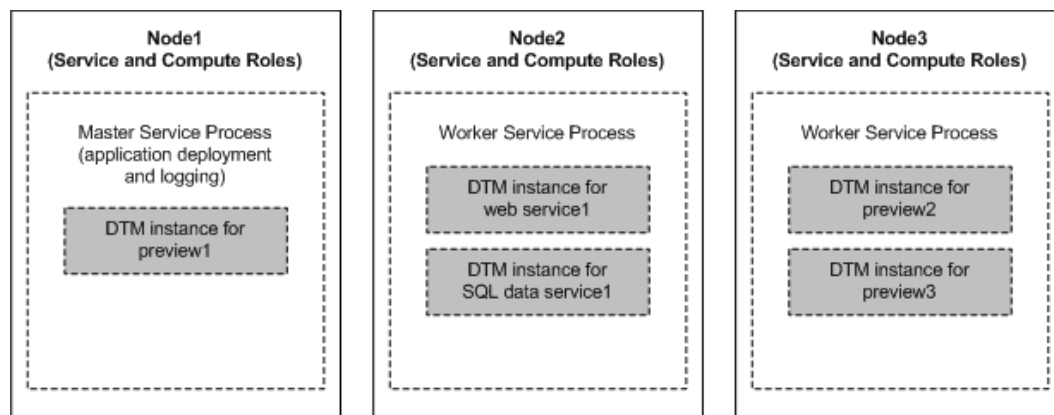 Node1
(Service and Compute Roles)
Master Service Process
(application deployment
and logging)
DTM instance for
preview1
Node2
(Service and Compute Roles)
Worker Service Process
DTM instance for
web service1
DTM instance for
SQL data service1
Node3
(Service and Compute Roles)
Worker Service Process
DTM instance for
preview2
DTM instance for
preview3